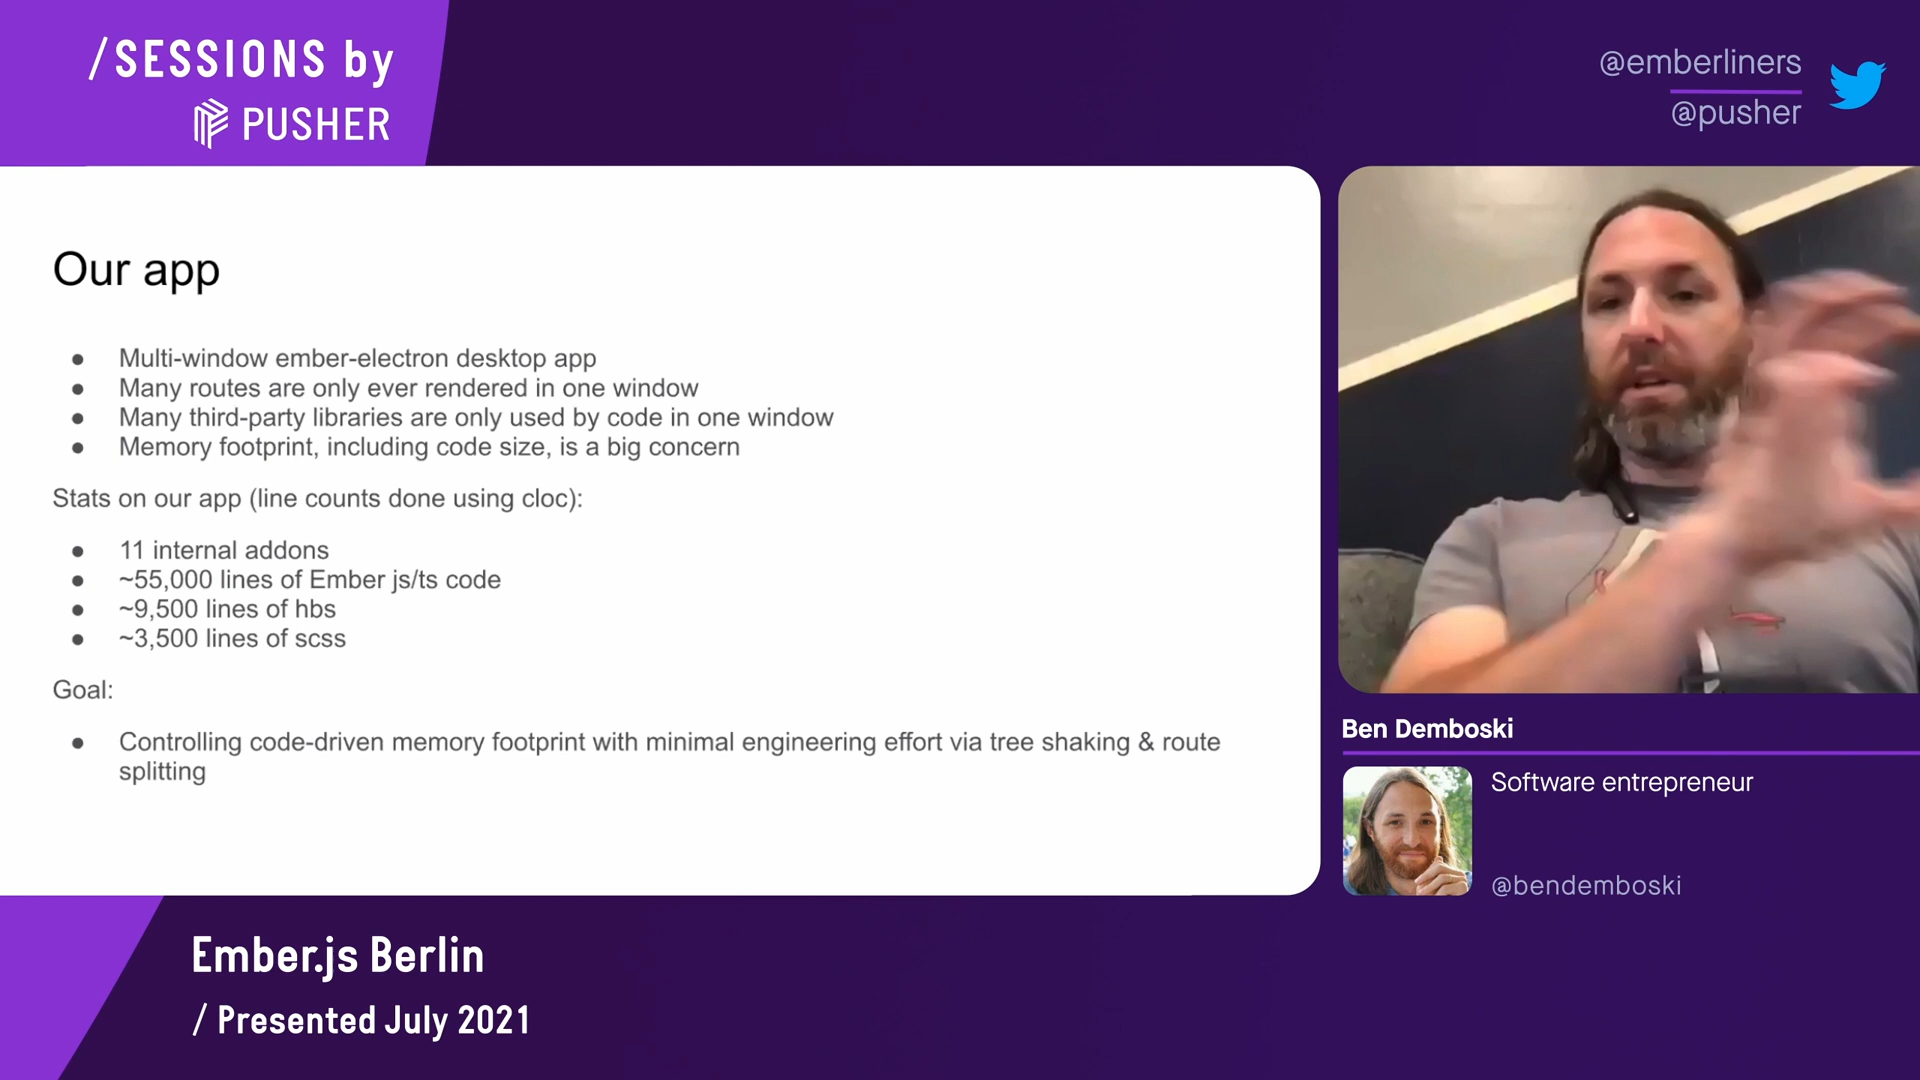 /SESSIONS by
PUSHER
@emberliners
@pusher
Our app
● Multi-window ember-electron desktop app
● Many routes are only ever rendered in one window
● Many third-party libraries are only used by code in one window
● Memory footprint, including code size, is a big concern
Stats on our app (line counts done using cloc):
● 11 internal addons
● ~55,000 lines of Ember js/ts code
● ~9,500 lines of hbs
● ~3,500 lines of scss
Goal:
● Controlling code-driven memory footprint with minimal engineering effort via tree shaking & route
splitting
Ben Demboski
Software entrepreneur
@bendemboski
Ember.js Berlin
/ Presented July 2021